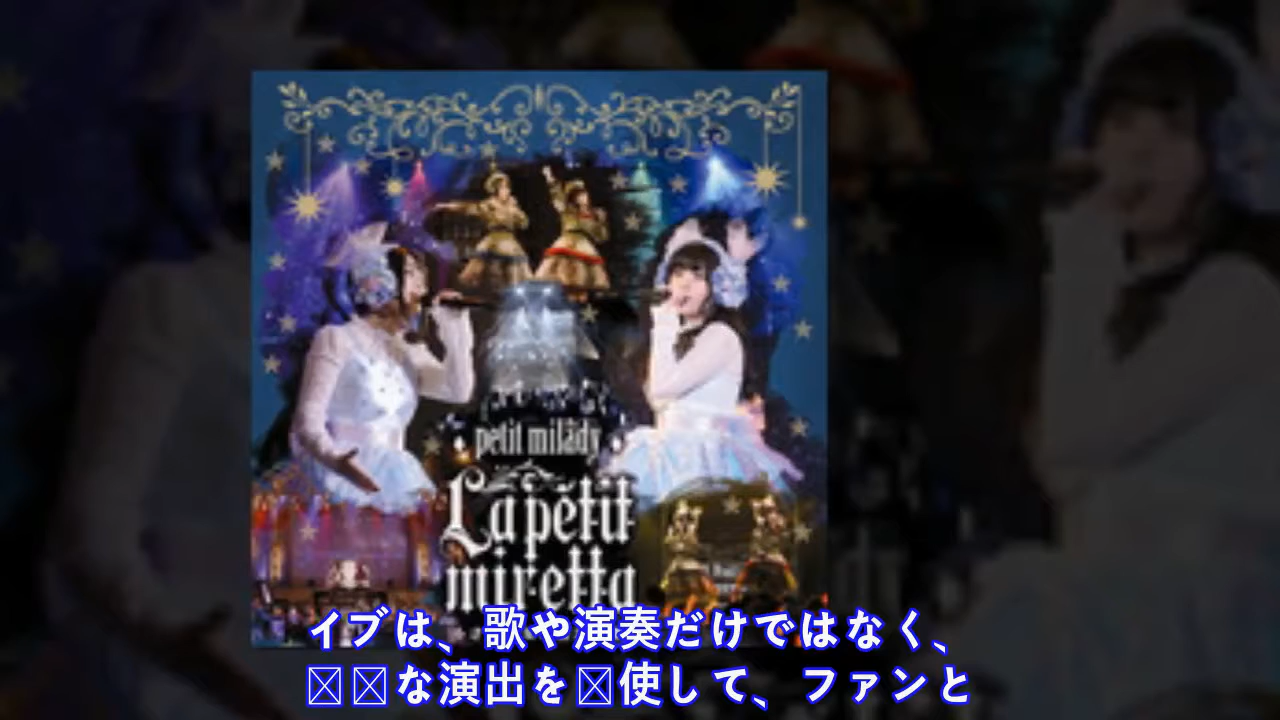 petit milady
La pĕtit
miretta
イブは、歌や演奏だけではなく、
☒☒な演出を☒使して、ファンと